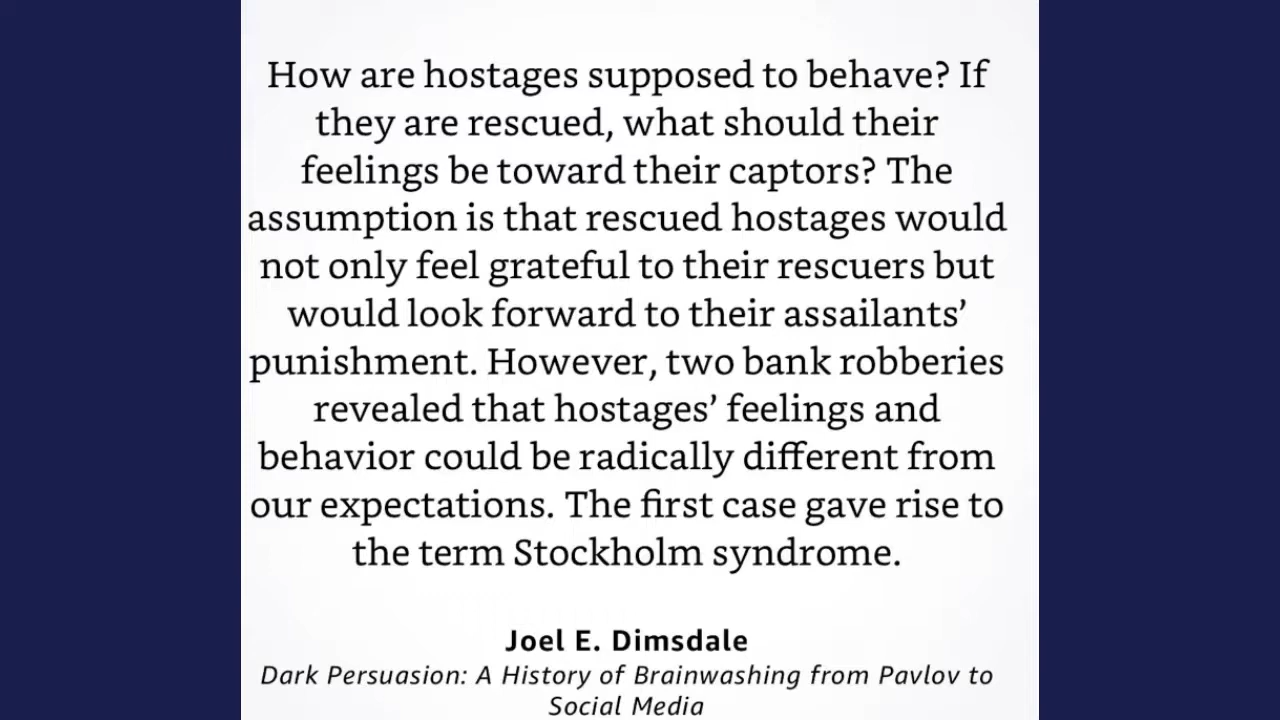 How are hostages supposed to behave? If
they are rescued, what should their
feelings be toward their captors? The
assumption is that rescued hostages would
not only feel grateful to their rescuers but
would look forward to their assailants’
punishment. However, two bank robberies
revealed that hostages’ feelings and
behavior could be radically different from
our expectations. The first case gave rise to
the term Stockholm syndrome.
Joel E. Dimsdale
Dark Persuasion: A History of Brainwashing from Pavlov to
Social Media